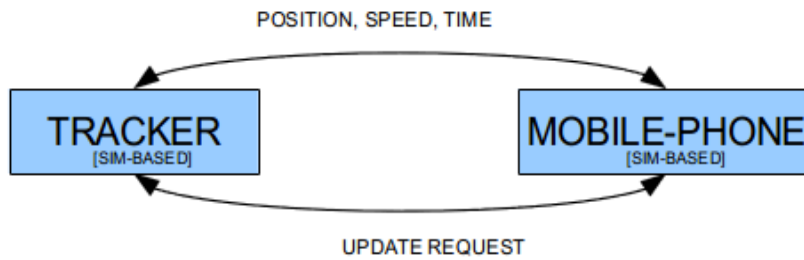 POSITION, SPEED, TIME
TRACKER
[SIM-BASED]
MOBILE-PHONE
[SIM-BASED]
UPDATE REQUEST